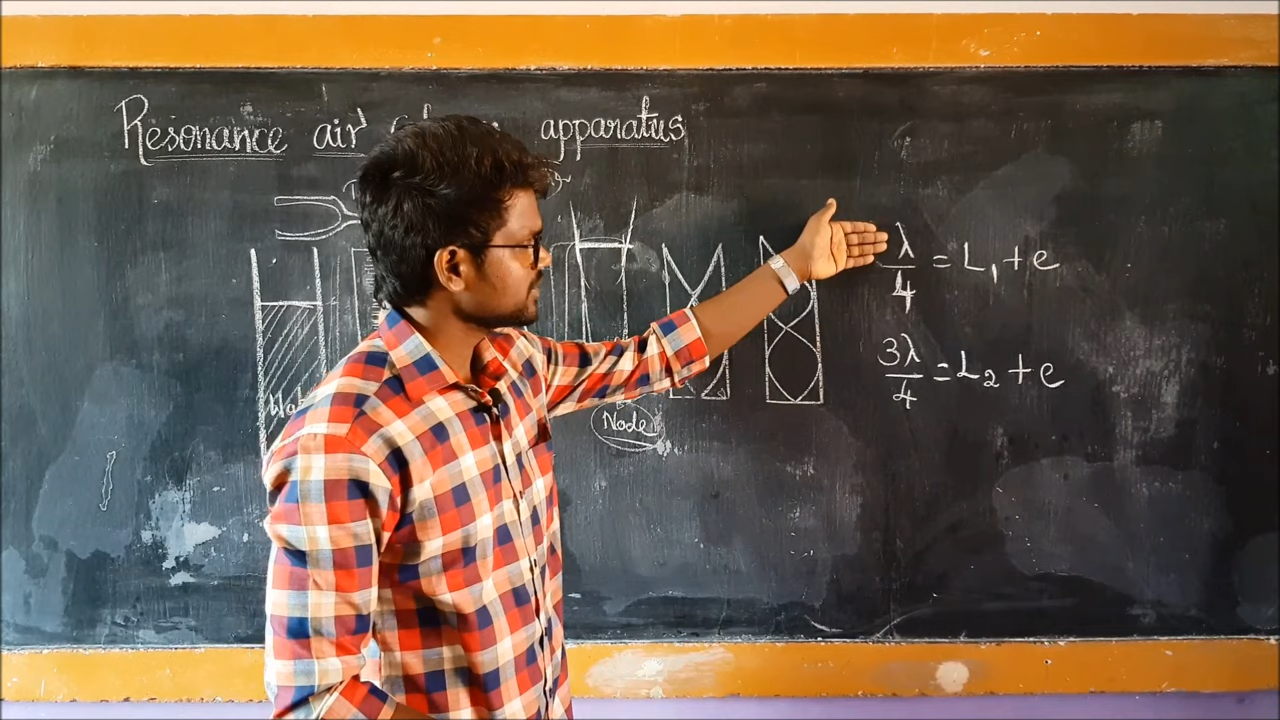 Resonance air apparatus
λ/4 = L₁ + e
3λ/4 = L₂ + e
Node